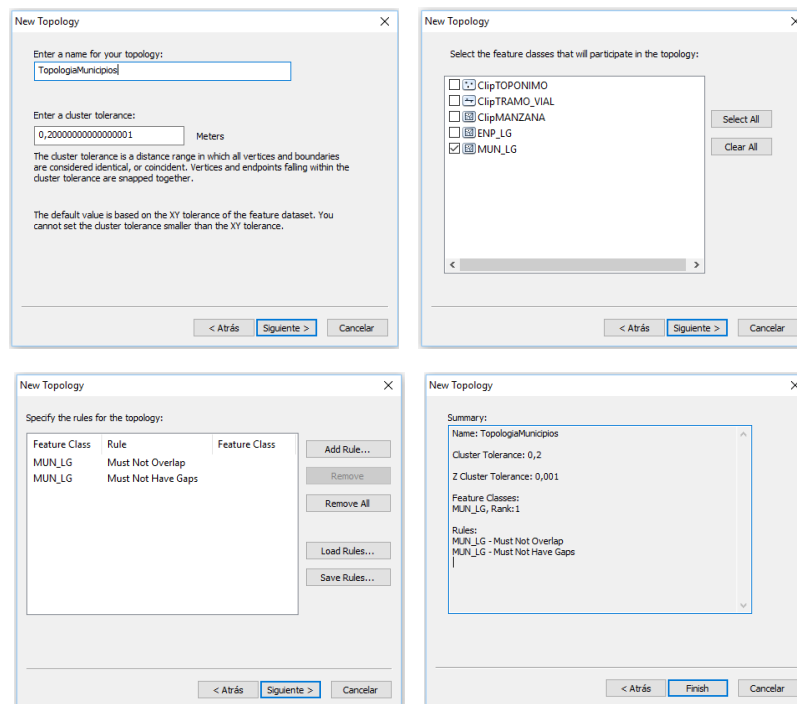 New Topology
Enter a name for your topology:
TopologiaMunicipios
Enter a cluster tolerance:
0,20000000000000001 Meters
The cluster tolerance is a distance range in which all vertices and boundaries
are considered identical, or coincident. Vertices and endpoints falling within the
cluster tolerance are snapped together.
The default value is based on the XY tolerance of the feature dataset. You
cannot set the cluster tolerance smaller than the XY tolerance.
< Atrás Siguiente > Cancelar
New Topology
Select the feature classes that will participate in the topology:
ClipTOPONIMO
ClipTRAMO_VIAL
ClipMANZANA
ENP_LG
MUN_LG
Select All
Clear All
< Atrás Siguiente > Cancelar
New Topology
Specify the rules for the topology:
Feature Class Rule Feature Class
MUN_LG Must Not Overlap
MUN_LG Must Not Have Gaps
Add Rule...
Remove
Remove All
Load Rules...
Save Rules...
< Atrás Siguiente > Cancelar
New Topology
Summary:
Name: TopologiaMunicipios
Cluster Tolerance: 0,2
Z Cluster Tolerance: 0,001
Feature Classes:
MUN_LG, Rank:1
Rules:
MUN_LG - Must Not Overlap
MUN_LG - Must Not Have Gaps
< Atrás Finish Cancelar